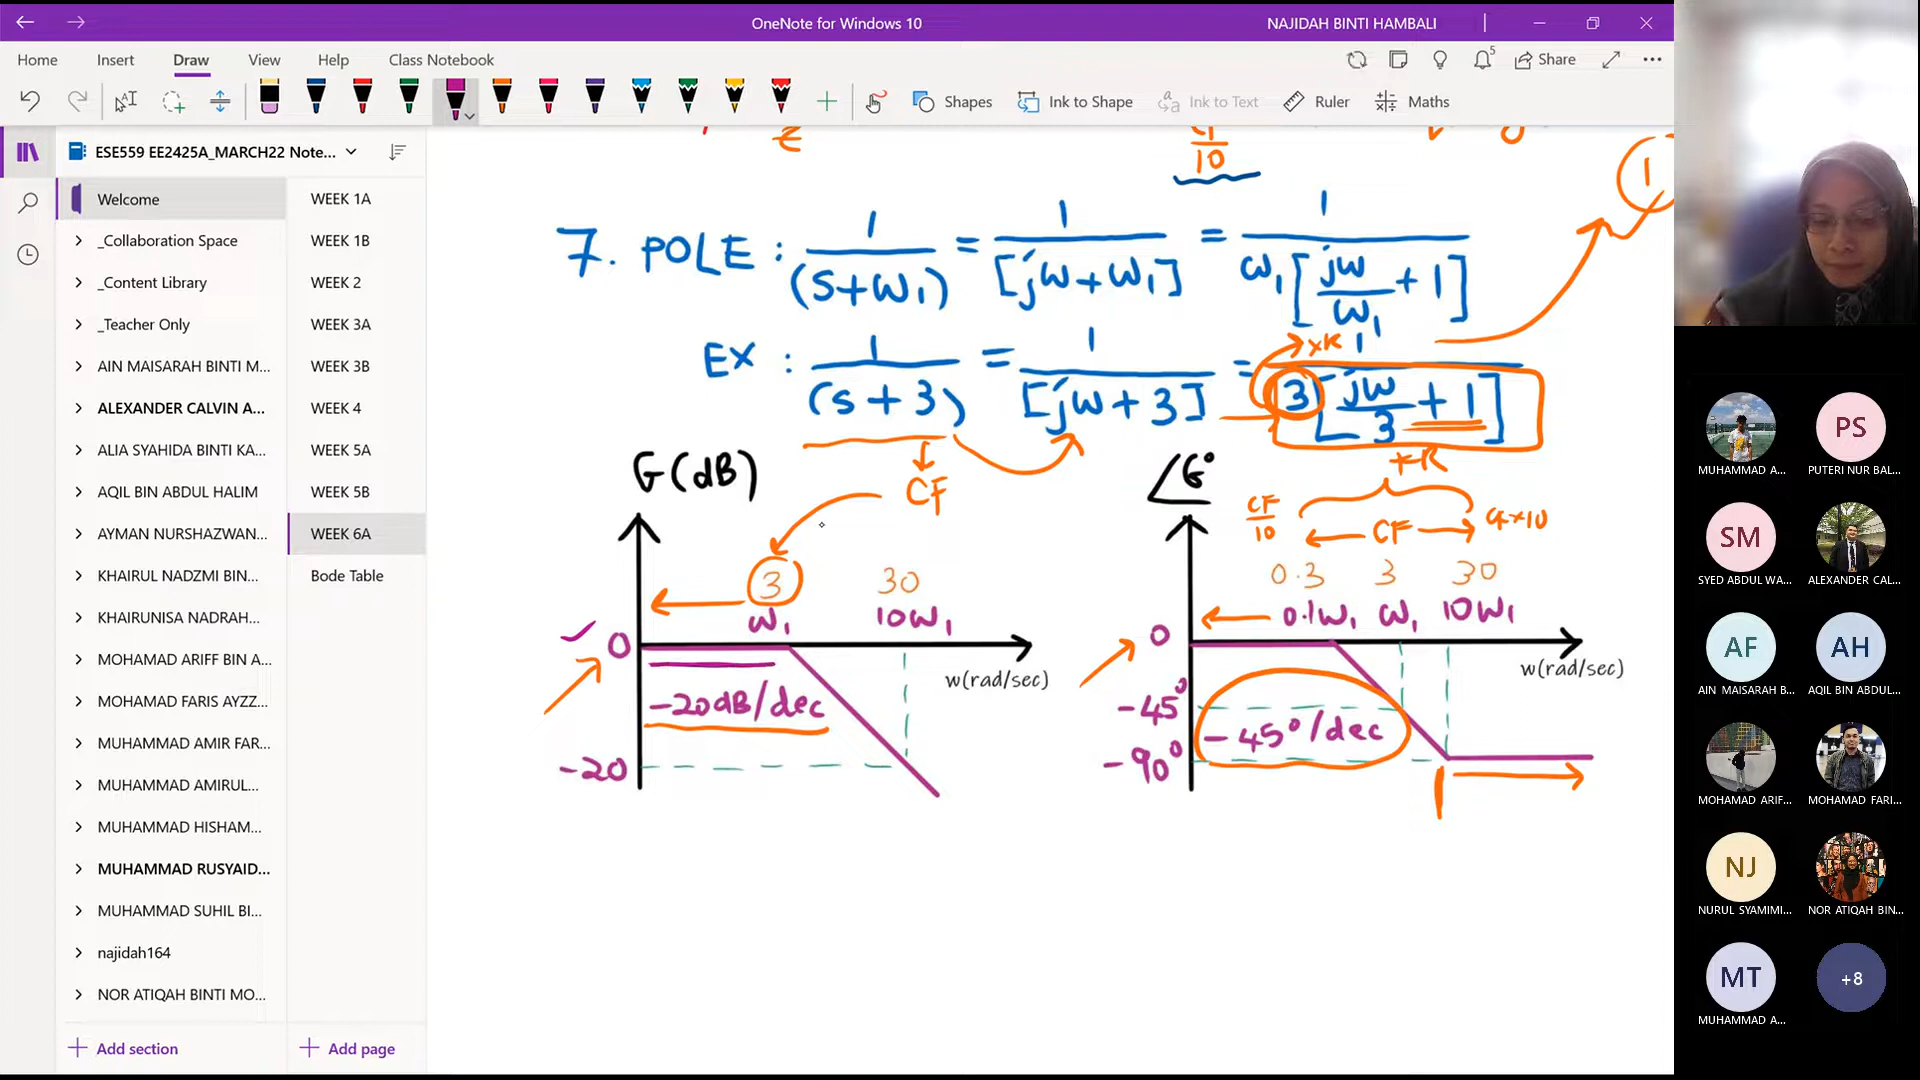 OneNote for Windows 10
NAJIDAH BINTI HAMBALI
Home Insert Draw View Help Class Notebook
5
Share
Shapes Ink to Shape Ink to Text Ruler Maths
ESE559 EE2425A_MARCH22 Note...
Welcome
_Collaboration Space
_Content Library
_Teacher Only
AIN MAISARAH BINTI M...
ALEXANDER CALVIN A...
ALIA SYAHIDA BINTI KA...
AQIL BIN ABDUL HALIM
AYMAN NURSHAZWAN...
KHAIRUL NADZMI BIN...
KHAIRUNISA NADRAH...
MOHAMAD ARIFF BIN A...
MOHAMAD FARIS AYZZ...
MUHAMMAD AMIR FAR...
MUHAMMAD AMIRUL...
MUHAMMAD HISHAM...
MUHAMMAD RUSYAID...
MUHAMMAD SUHIL BI...
najidah164
NOR ATIQAH BINTI MO...
Add section
WEEK 1A
WEEK 1B
WEEK 2
WEEK 3A
WEEK 3B
WEEK 4
WEEK 5A
WEEK 5B
WEEK 6A
Bode Table
Add page
CF/10
1
7. POLE : 1/(S+ω1) = 1/[jω+ω1] = 1/ω1[jω/ω1+1]
EX : 1/(s+3) = 1/[jω+3] = 1/3[jω/3+1]
xK
CF
G(dB)
3 30
ω1 10ω1
0
w(rad/sec)
-20dB/dec
-20
∠G°
CF/10 CF CFx10
0.3 3 30
0.1ω1 ω1 10ω1
0
w(rad/sec)
-45°
-45°/dec
-90°
MUHAMMAD A...
PS
PUTERI NUR BAL...
SM
SYED ABDUL WA...
ALEXANDER CAL...
AF
AIN MAISARAH B...
AH
AQIL BIN ABDUL...
MOHAMAD ARIF...
MOHAMAD FARI...
NJ
NURUL SYAMIMI...
NOR ATIQAH BIN...
MT
MUHAMMAD A...
+8